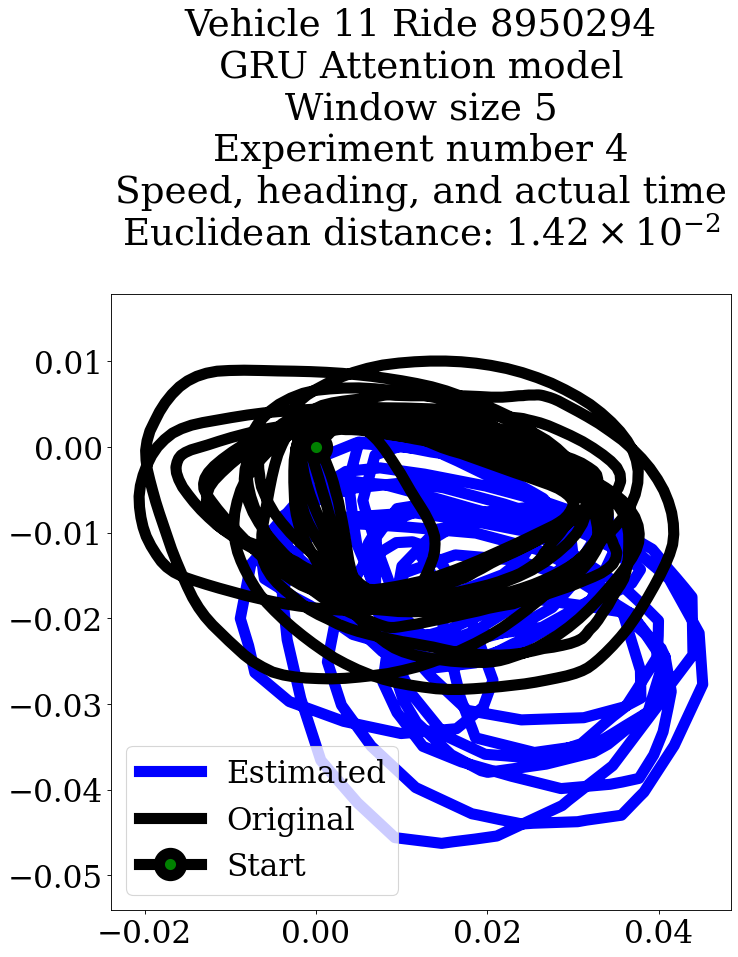 Vehicle 11 Ride 8950294
GRU Attention model
Window size 5
Experiment number 4
Speed, heading, and actual time
Euclidean distance: 1.42 × 10⁻²
0.01
0.00
−0.01
−0.02
−0.03
−0.04
−0.05
Estimated
Original
Start
−0.02 0.00 0.02 0.04